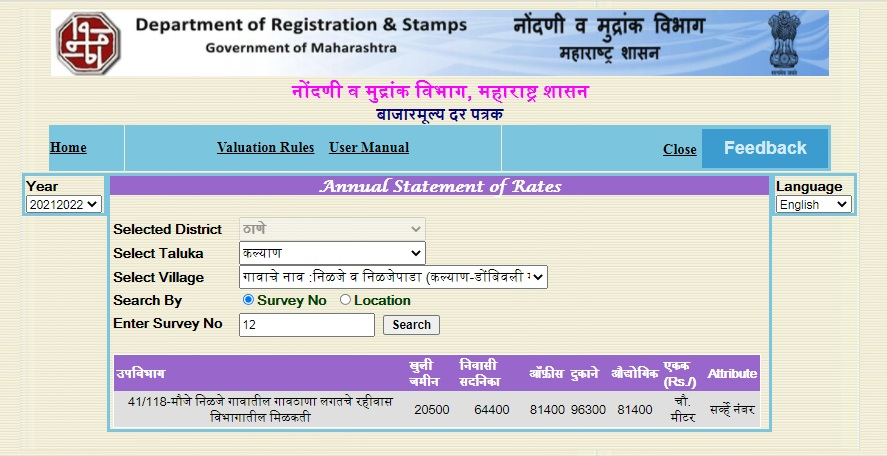 Department of Registration & Stamps
Government of Maharashtra
नोंदणी व मुद्रांक विभाग
महाराष्ट्र शासन
नोंदणी व मुद्रांक विभाग, महाराष्ट्र शासन
बाजारमूल्य दर पत्रक
Home Valuation Rules User Manual Close Feedback
Year Annual Statement of Rates Language
20212022 English
Selected District ठाणे
Select Taluka कल्याण
Select Village गावाचे नाव :निळजे व निळजेपाडा (कल्याण-डोंबिवली
Search By Survey No Location
Enter Survey No 12 Search
उपविभाग खुली जमीन निवासी सदनिका ऑफ़ीस दुकाने औद्योगिक एकक (Rs./) Attribute
41/118-मौजे निळजे गावातील गावठाणा लगतचे रहीवास विभागातील मिळकती 20500 64400 81400 96300 81400 चौ. मीटर सर्व्हे नंबर